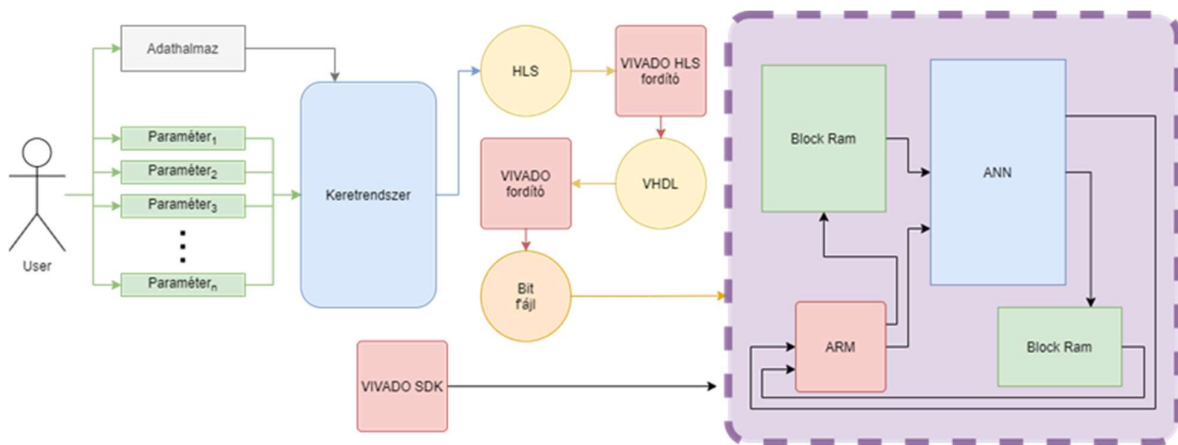 Adathalmaz
Paraméter1
Paraméter2
Paraméter3
Paramétern
User
Keretrendszer
HLS
VIVADO HLS
fordító
VHDL
VIVADO
fordító
Bit
f'ájl
VIVADO SDK
Block Ram
ANN
ARM
Block Ram